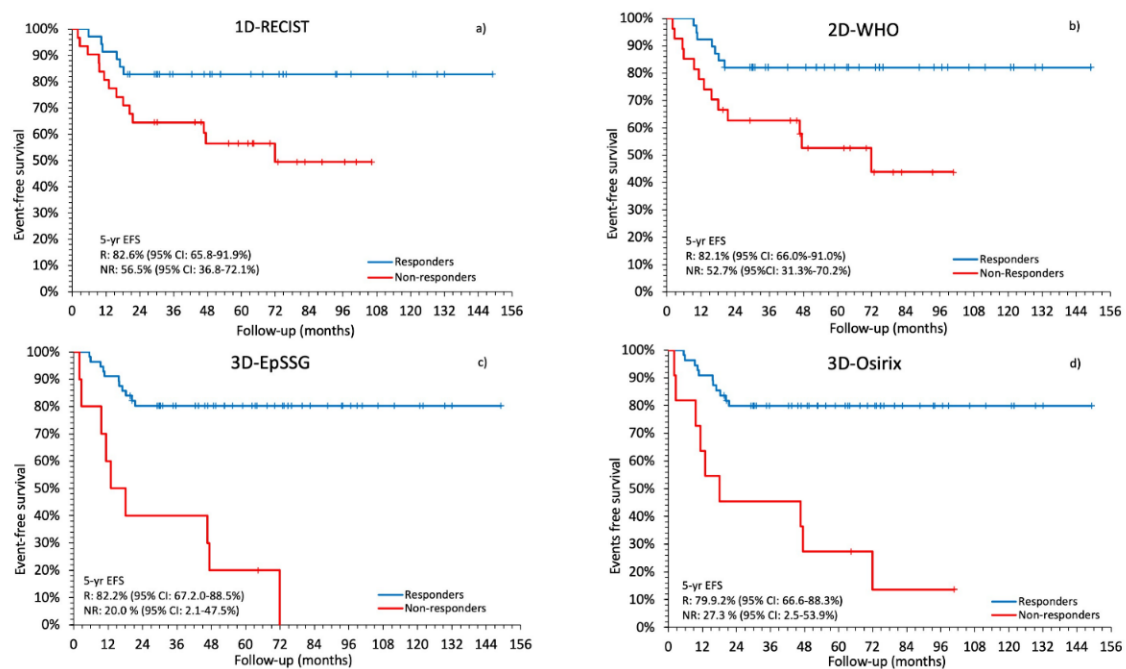 1D-RECIST
a)
100%
90%
80%
70%
60%
50%
40%
30%
20%
10%
0%
Event-free survival
5-yr EFS
R: 82.6% (95% CI: 65.8-91.9%)
NR: 56.5% (95% CI: 36.8-72.1%)
Responders
Non-responders
0 12 24 36 48 60 72 84 96 108 120 132 144 156
Follow-up (months)
2D-WHO
b)
100%
90%
80%
70%
60%
50%
40%
30%
20%
10%
0%
Event-free survival
5-yr EFS
R: 82.1% (95% CI: 66.0%-91.0%)
NR: 52.7% (95%CI: 31.3%-70.2%)
Responders
Non-Responders
0 12 24 36 48 60 72 84 96 108 120 132 144 156
Follow-up (months)
3D-EpSSG
c)
100%
90%
80%
70%
60%
50%
40%
30%
20%
10%
0%
Event-free survival
5-yr EFS
R: 82.2% (95% CI: 67.2.0-88.5%)
NR: 20.0 % (95% CI: 2.1-47.5%)
Responders
Non-responders
0 12 24 36 48 60 72 84 96 108 120 132 144 156
Follow-up (months)
3D-Osirix
d)
100%
90%
80%
70%
60%
50%
40%
30%
20%
10%
0%
Events free survival
5-yr EFS
R: 79.9.2% (95% CI: 66.6-88.3%)
NR: 27.3 % (95% CI: 2.5-53.9%)
Responders
Non-responders
0 12 24 36 48 60 72 84 96 108 120 132 144 156
Follow-up (months)